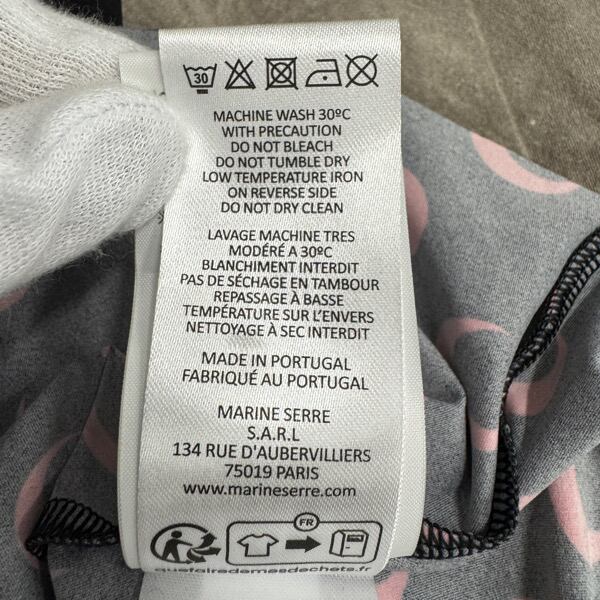 30
MACHINE WASH 30ºC
WITH PRECAUTION
DO NOT BLEACH
DO NOT TUMBLE DRY
LOW TEMPERATURE IRON
ON REVERSE SIDE
DO NOT DRY CLEAN
LAVAGE MACHINE TRES
MODÉRÉ A 30ºC
BLANCHIMENT INTERDIT
PAS DE SÉCHAGE EN TAMBOUR
REPASSAGE À BASSE
TEMPÉRATURE SUR L'ENVERS
NETTOYAGE À SEC INTERDIT
MADE IN PORTUGAL
FABRIQUÉ AU PORTUGAL
MARINE SERRE
S.A.R.L
134 RUE D'AUBERVILLIERS
75019 PARIS
www.marineserre.com
FR
quefairedemesdechets.fr